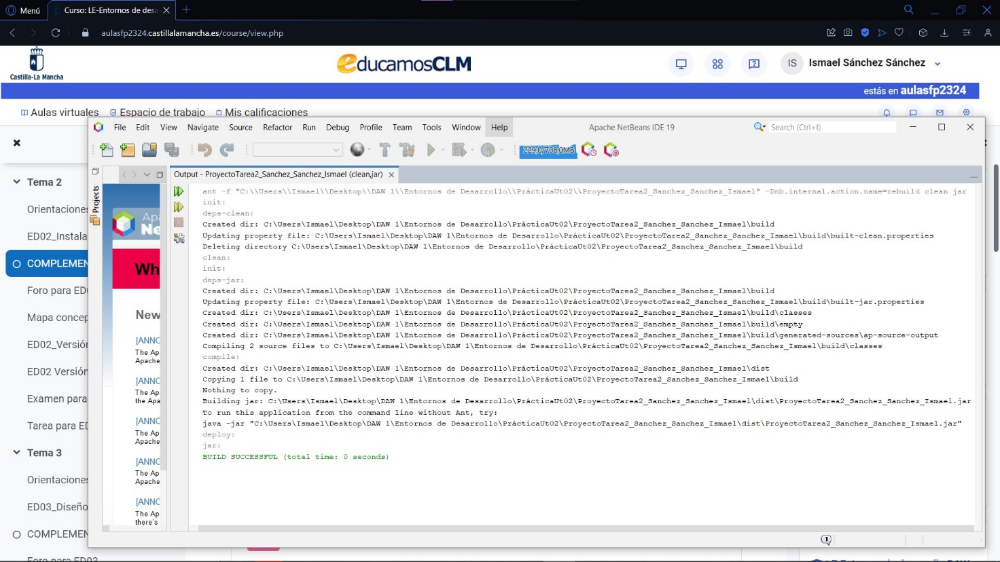 Menú
Curso: LE-Entornos de desa
aulasfp2324.castillalamancha.es/course/view.php
Castilla-La Mancha
educamosCLM
IS
Ismael Sánchez Sánchez
estás en aulasfp2324
Aulas virtuales
Espacio de trabajo
Mis calificaciones
File Edit View Navigate Source Refactor Run Debug Profile Team Tools Window Help
Apache NetBeans IDE 19
Search (Ctrl+I)
229,0/708,0MB
Tema 2
Orientaciones
ED02_Instala
COMPLEMEN
Foro para ED
Mapa concep
ED02_Versión
ED02 Versión
Examen para
Tarea para ED
Tema 3
Orientaciones
ED03_Diseño
COMPLEMEN
Foro para ED03
Projects
Apa
Ne
Wh
New
[ANNO
The Ap
Apache
[ANNO
The Ap
the Apa
[ANNO
The Ap
Apache
[ANNO
The Ap
Apache
[ANNO
The Ap
there's
Output - ProyectoTarea2_Sanchez_Sanchez_Ismael (clean,jar)
ant -f "C:\\Users\\Ismael\\Desktop\\DAW 1\\Entornos de Desarrollo\\PrácticaUt02\\ProyectoTarea2_Sanchez_Sanchez_Ismael" -Dnb.internal.action.name=rebuild clean jar
init:
deps-clean:
Created dir: C:\Users\Ismael\Desktop\DAW 1\Entornos de Desarrollo\PrácticaUt02\ProyectoTarea2_Sanchez_Sanchez_Ismael\build
Updating property file: C:\Users\Ismael\Desktop\DAW 1\Entornos de Desarrollo\PrácticaUt02\ProyectoTarea2_Sanchez_Sanchez_Ismael\build\built-clean.properties
Deleting directory C:\Users\Ismael\Desktop\DAW 1\Entornos de Desarrollo\PrácticaUt02\ProyectoTarea2_Sanchez_Sanchez_Ismael\build
clean:
init:
deps-jar:
Created dir: C:\Users\Ismael\Desktop\DAW 1\Entornos de Desarrollo\PrácticaUt02\ProyectoTarea2_Sanchez_Sanchez_Ismael\build
Updating property file: C:\Users\Ismael\Desktop\DAW 1\Entornos de Desarrollo\PrácticaUt02\ProyectoTarea2_Sanchez_Sanchez_Ismael\build\built-jar.properties
Created dir: C:\Users\Ismael\Desktop\DAW 1\Entornos de Desarrollo\PrácticaUt02\ProyectoTarea2_Sanchez_Sanchez_Ismael\build\classes
Created dir: C:\Users\Ismael\Desktop\DAW 1\Entornos de Desarrollo\PrácticaUt02\ProyectoTarea2_Sanchez_Sanchez_Ismael\build\empty
Created dir: C:\Users\Ismael\Desktop\DAW 1\Entornos de Desarrollo\PrácticaUt02\ProyectoTarea2_Sanchez_Sanchez_Ismael\build\generated-sources\ap-source-output
Compiling 2 source files to C:\Users\Ismael\Desktop\DAW 1\Entornos de Desarrollo\PrácticaUt02\ProyectoTarea2_Sanchez_Sanchez_Ismael\build\classes
compile:
Created dir: C:\Users\Ismael\Desktop\DAW 1\Entornos de Desarrollo\PrácticaUt02\ProyectoTarea2_Sanchez_Sanchez_Ismael\dist
Copying 1 file to C:\Users\Ismael\Desktop\DAW 1\Entornos de Desarrollo\PrácticaUt02\ProyectoTarea2_Sanchez_Sanchez_Ismael\build
Nothing to copy.
Building jar: C:\Users\Ismael\Desktop\DAW 1\Entornos de Desarrollo\PrácticaUt02\ProyectoTarea2_Sanchez_Sanchez_Ismael\dist\ProyectoTarea2_Sanchez_Sanchez_Ismael.jar
To run this application from the command line without Ant, try:
java -jar "C:\Users\Ismael\Desktop\DAW 1\Entornos de Desarrollo\PrácticaUt02\ProyectoTarea2_Sanchez_Sanchez_Ismael\dist\ProyectoTarea2_Sanchez_Sanchez_Ismael.jar"
deploy:
jar:
BUILD SUCCESSFUL (total time: 0 seconds)
1